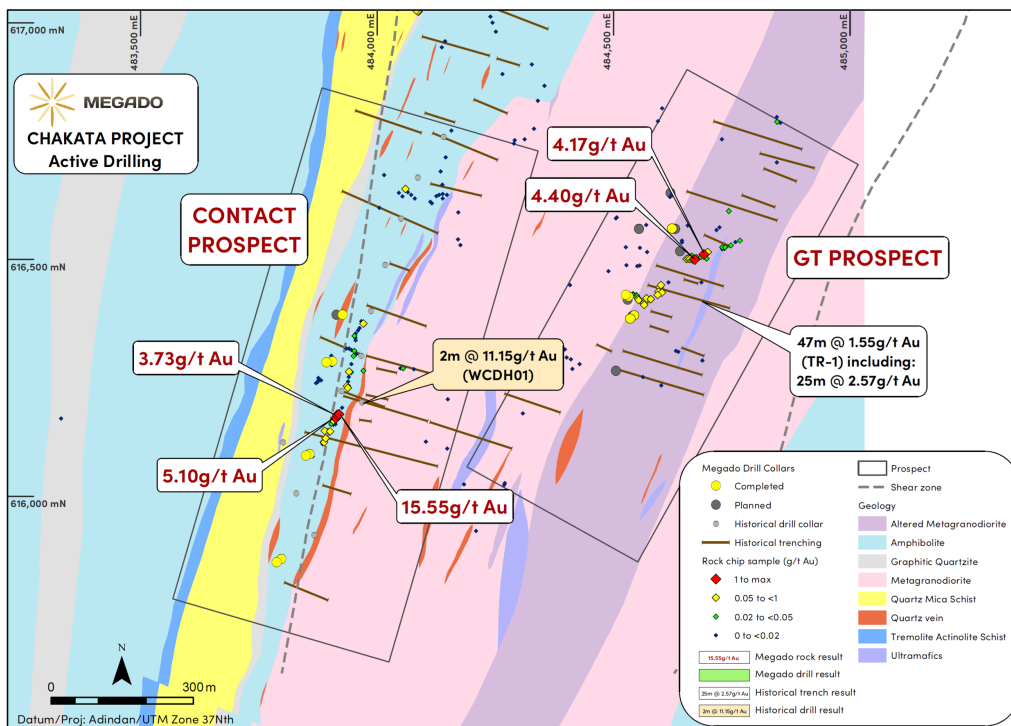 617,000 mN
483,500 mE
484,000 mE
484,500 mE
485,000 mE
MEGADO
CHAKATA PROJECT
Active Drilling
CONTACT
PROSPECT
4.17g/t Au
4.40g/t Au
GT PROSPECT
616,500 mN
3.73g/t Au
2m @ 11.15g/t Au
(WCDH01)
47m @ 1.55g/t Au
(TR-1) including:
25m @ 2.57g/t Au
5.10g/t Au
15.55g/t Au
616,000 mN
Megado Drill Collars
Completed
Planned
Historical drill collar
Historical trenching
Rock chip sample (g/t Au)
1 to max
0.05 to <1
0.02 to <0.05
0 to <0.02
15.55g/t Au Megado rock result
Megado drill result
25m @ 2.57g/t Au Historical trench result
2m @ 11.15g/t Au Historical drill result
Prospect
Shear zone
Geology
Altered Metagranodiorite
Amphibolite
Graphitic Quartzite
Metagranodiorite
Quartz Mica Schist
Quartz vein
Tremolite Actinolite Schist
Ultramafics
N
0 300m
Datum/Proj: Adindan/UTM Zone 37Nth